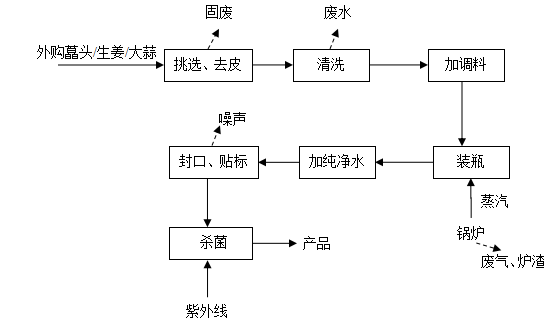 固废
废水
外购藠头/生姜/大蒜
挑选、去皮
清洗
加调料
噪声
封口、贴标
加纯净水
装瓶
蒸汽
锅炉
废气、炉渣
杀菌
产品
紫外线